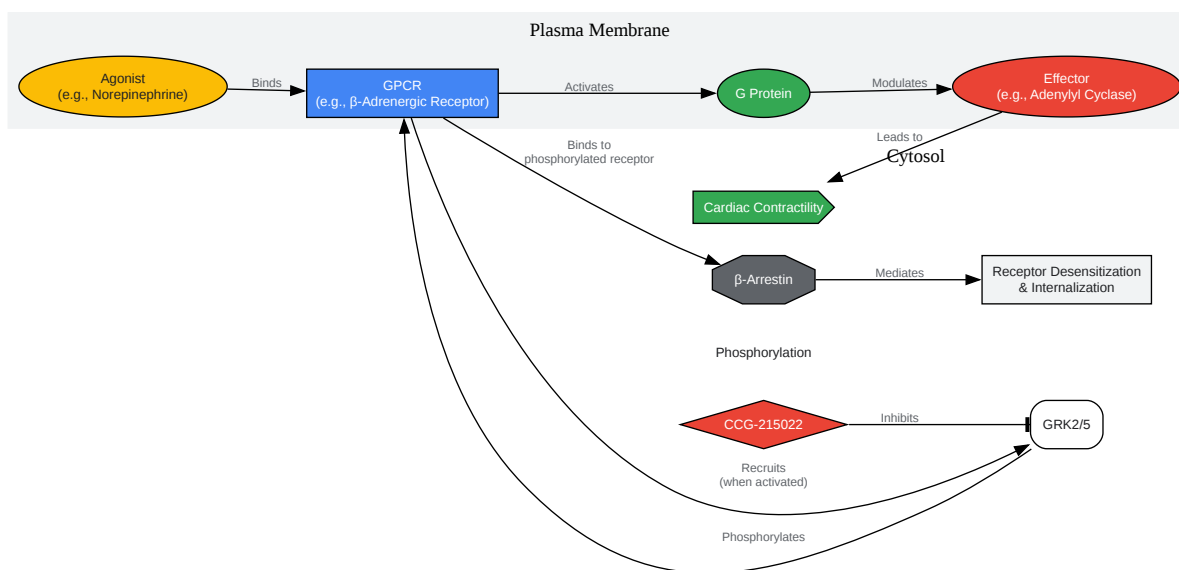 Plasma Membrane
Agonist
(e.g., Norepinephrine)
Binds
GPCR
(e.g., β-Adrenergic Receptor)
Activates
G Protein
Modulates
Effector
(e.g., Adenylyl Cyclase)
Leads to
Cytosol
Binds to
phosphorylated receptor
Cardiac Contractility
β-Arrestin
Mediates
Receptor Desensitization
& Internalization
Phosphorylation
CCG-215022
Inhibits
GRK2/5
Recruits
(when activated)
Phosphorylates